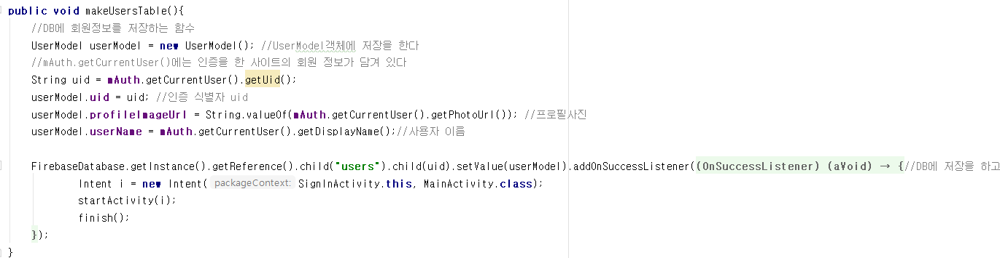 public void makeUsersTable(){
//DB에 회원정보를 저장하는 함수
UserModel userModel = new UserModel(); //UserModel객체에 저장을 한다
//mAuth.getCurrentUser()에는 인증을 한 사이트의 회원 정보가 담겨 있다
String uid = mAuth.getCurrentUser().getUid();
userModel.uid = uid; //인증 식별자 uid
userModel.profileImageUrl = String.valueOf(mAuth.getCurrentUser().getPhotoUrl()); //프로필사진
userModel.userName = mAuth.getCurrentUser().getDisplayName();//사용자 이름
FirebaseDatabase.getInstance().getReference().child("users").child(uid).setValue(userModel).addOnSuccessListener((OnSuccessListener) (aVoid) → {//DB에 저장을 하고
Intent i = new Intent( packageContext: SignInActivity.this, MainActivity.class);
startActivity(i);
finish();
});
}